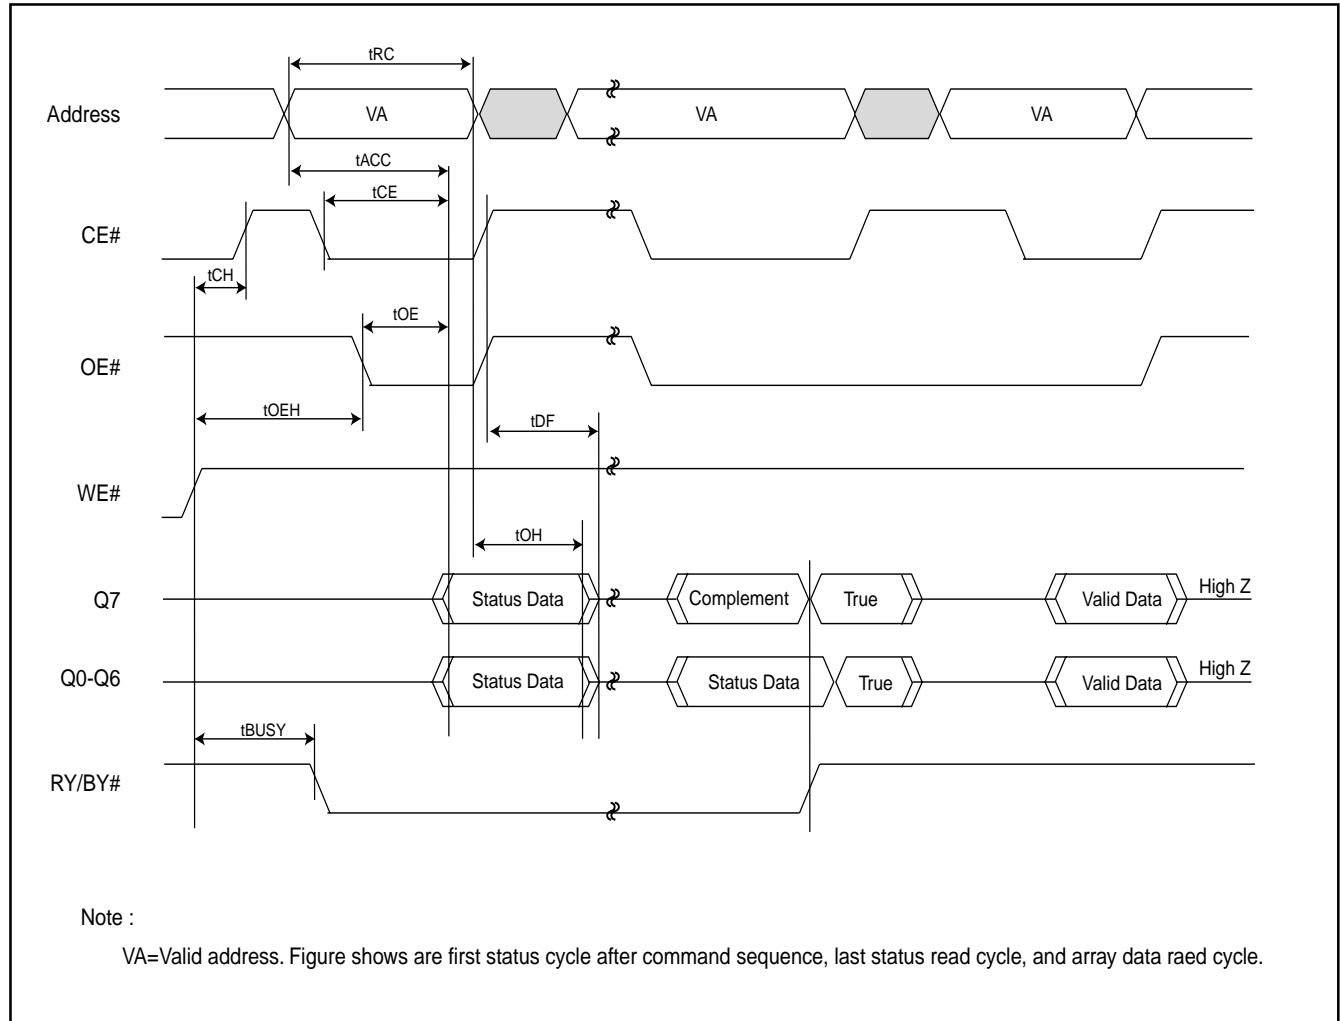 tRC
Address VA VA VA
tACC
tCE
CE#
tCH
tOE
OE#
tOEH
tDF
WE#
tOH
Q7 Status Data Complement True Valid Data High Z
Q0-Q6 Status Data Status Data True Valid Data High Z
tBUSY
RY/BY#
Note :
VA=Valid address. Figure shows are first status cycle after command sequence, last status read cycle, and array data raed cycle.